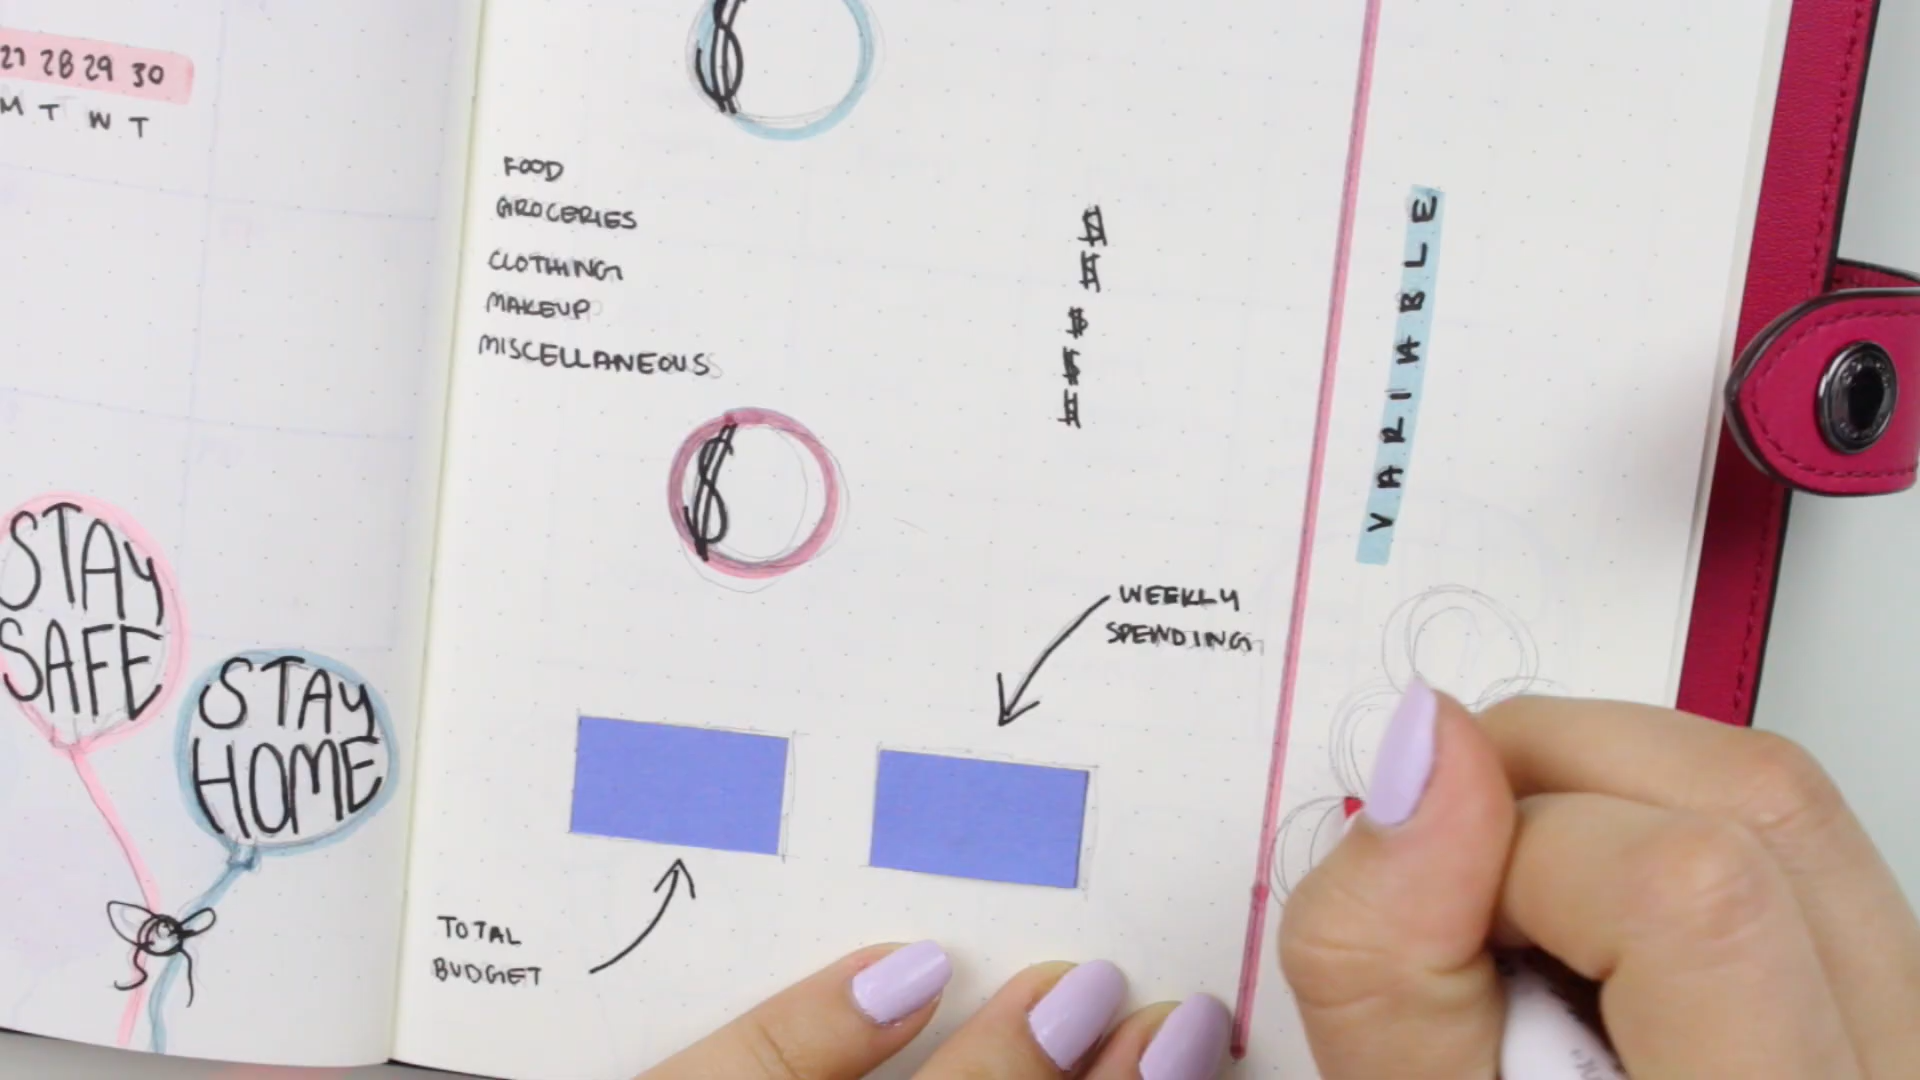 27 28 29 30
M T W T
STAY
SAFE
STAY
HOME
$
FOOD
GROCERIES
CLOTHING
MAKEUP
MISCELLANEOUS
$
$
$
$
$
$
VARIABLE
WEEKLY
SPENDING
TOTAL
BUDGET